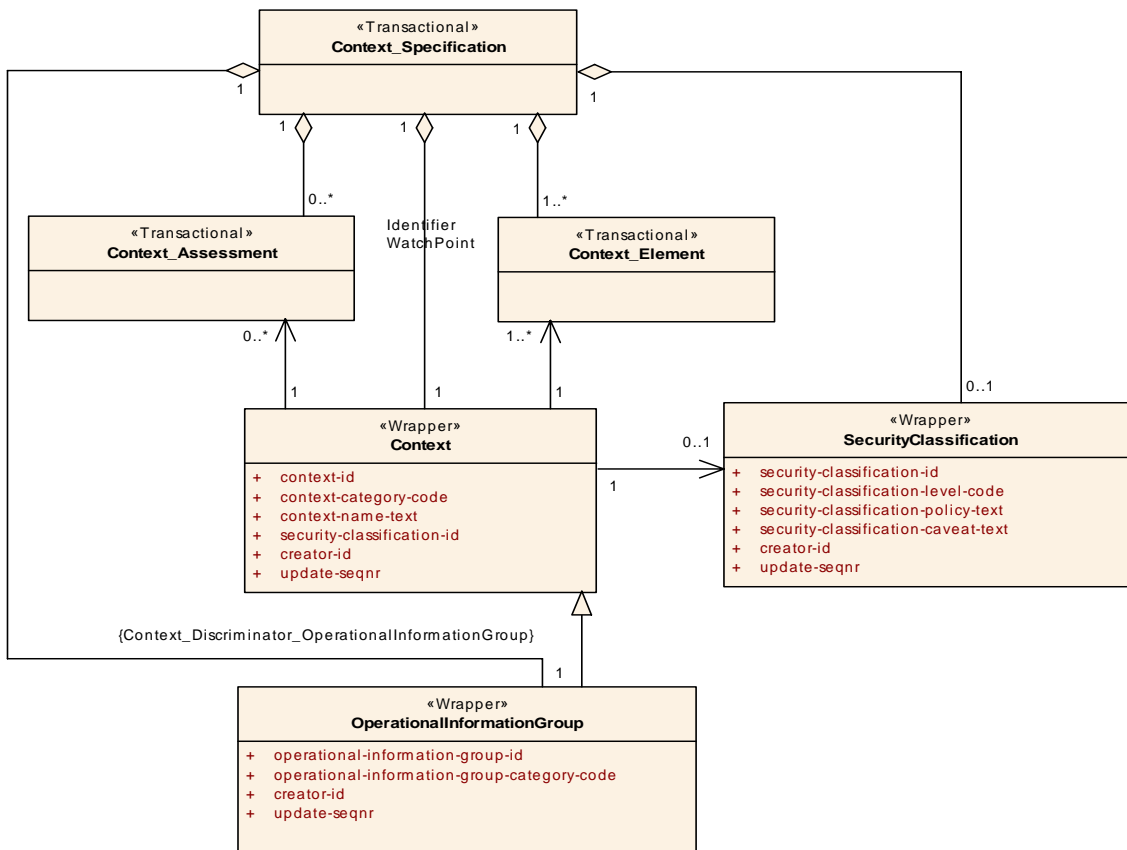 «Transactional»
Context_Specification
1
1
1
1
1
0..*
Identifier
WatchPoint
1..*
«Transactional»
Context_Assessment
«Transactional»
Context_Element
0..*
1..*
1
1
1
0..1
«Wrapper»
Context
+ context-id
+ context-category-code
+ context-name-text
+ security-classification-id
+ creator-id
+ update-seqnr
0..1
1
«Wrapper»
SecurityClassification
+ security-classification-id
+ security-classification-level-code
+ security-classification-policy-text
+ security-classification-caveat-text
+ creator-id
+ update-seqnr
{Context_Discriminator_OperationalInformationGroup}
1
«Wrapper»
OperationalInformationGroup
+ operational-information-group-id
+ operational-information-group-category-code
+ creator-id
+ update-seqnr